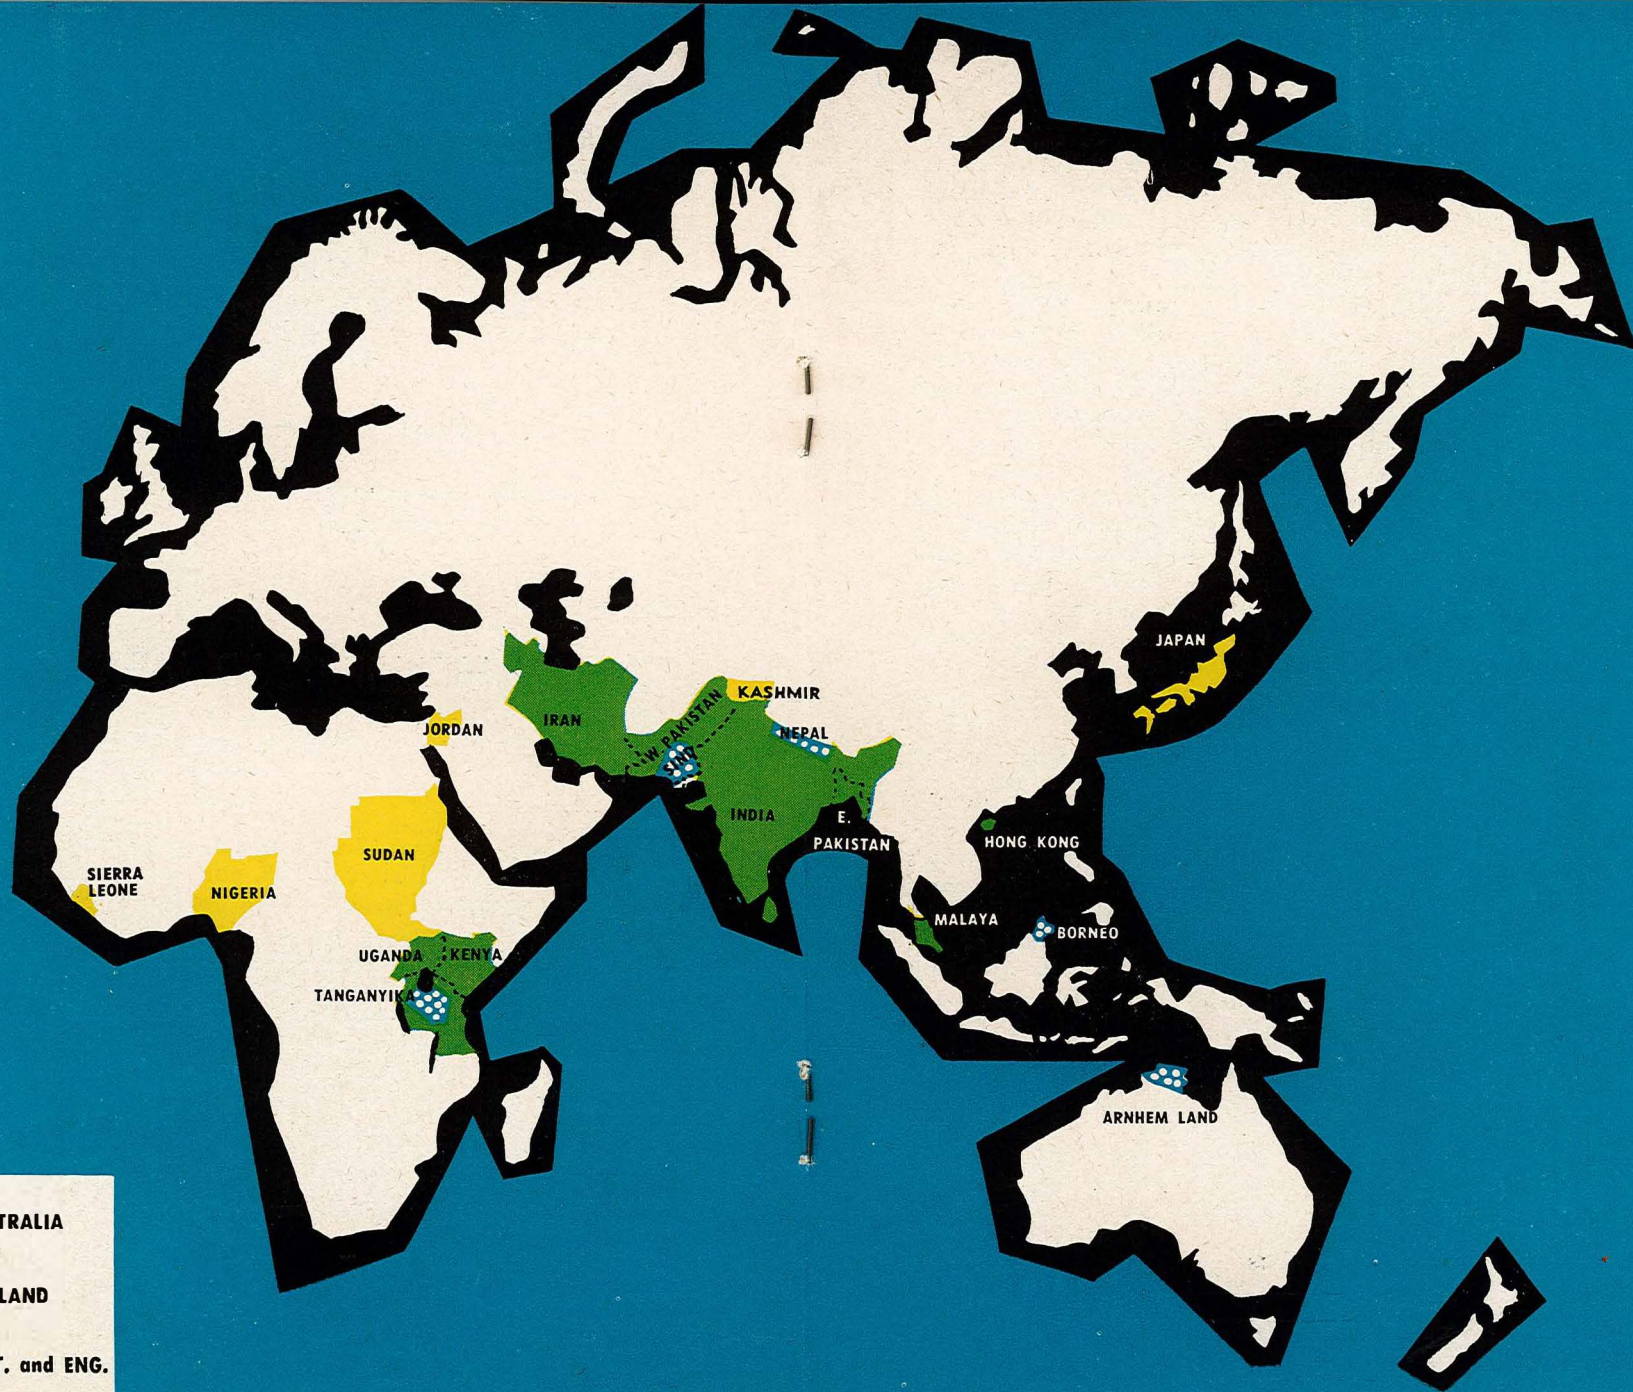 JAPAN
KASHMIR
W. PAKISTAN
IRAN
JORDAN
NEPAL
SIND
INDIA
E.
PAKISTAN
HONG KONG
SUDAN
SIERRA
LEONE
NIGERIA
MALAYA
BORNEO
UGANDA
KENYA
TANGANYIKA
ARNHEM LAND
TRALIA
LAND
T. and ENG.